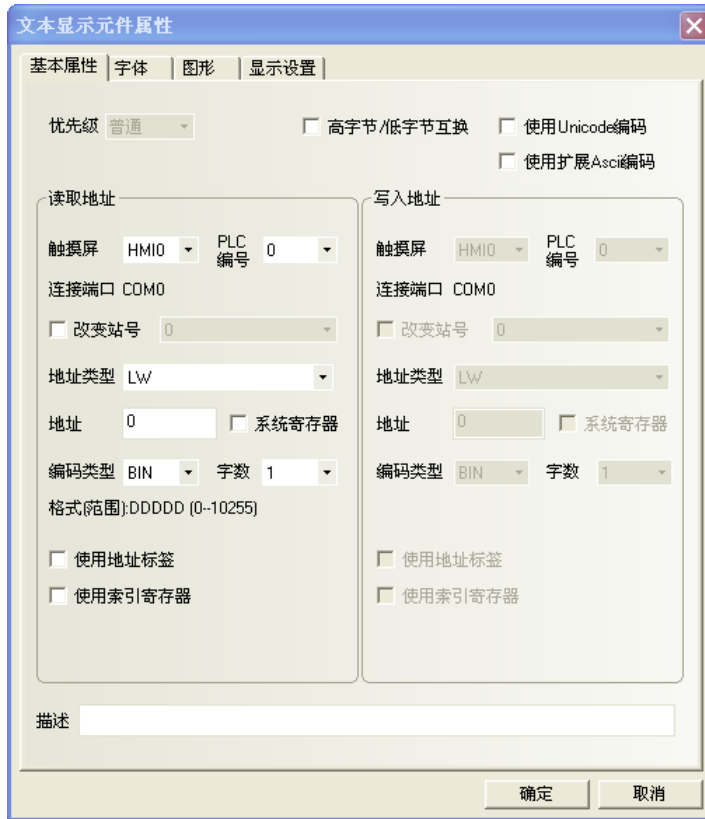 文本显示元件属性
基本属性 字体 图形 显示设置
优先级 普通 高字节/低字节互换 使用Unicode编码
使用扩展Ascii编码
读取地址
触摸屏 HMI0 PLC编号 0
连接端口 COM0
改变站号 0
地址类型 LW
地址 0 系统寄存器
编码类型 BIN 字数 1
格式(范围):DDDDD (0--10255)
使用地址标签
使用索引寄存器
写入地址
触摸屏 HMI0 PLC编号 0
连接端口 COM0
改变站号 0
地址类型 LW
地址 0 系统寄存器
编码类型 BIN 字数 1
使用地址标签
使用索引寄存器
描述
确定 取消